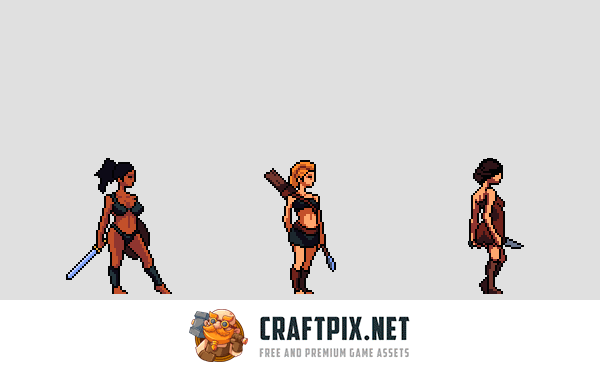 CRAFTPIX.NET
FREE AND PREMIUM GAME ASSETS